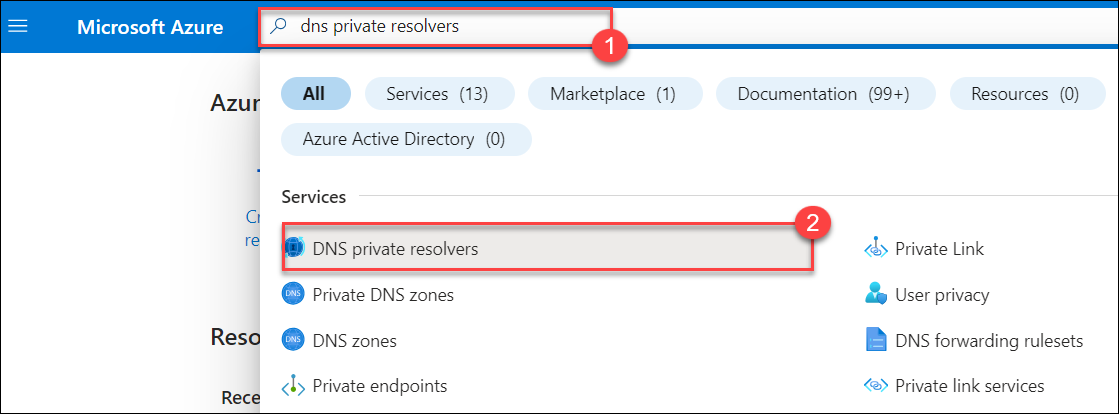 Microsoft Azure
dns private resolvers
1
All
Services (13)
Marketplace (1)
Documentation (99+)
Resources (0)
Azure Active Directory (0)
Azur
Cr
re
Reso
Rece
Services
2
DNS private resolvers
Private Link
DNS Private DNS zones
User privacy
DNS DNS zones
DNS forwarding rulesets
Private endpoints
Private link services